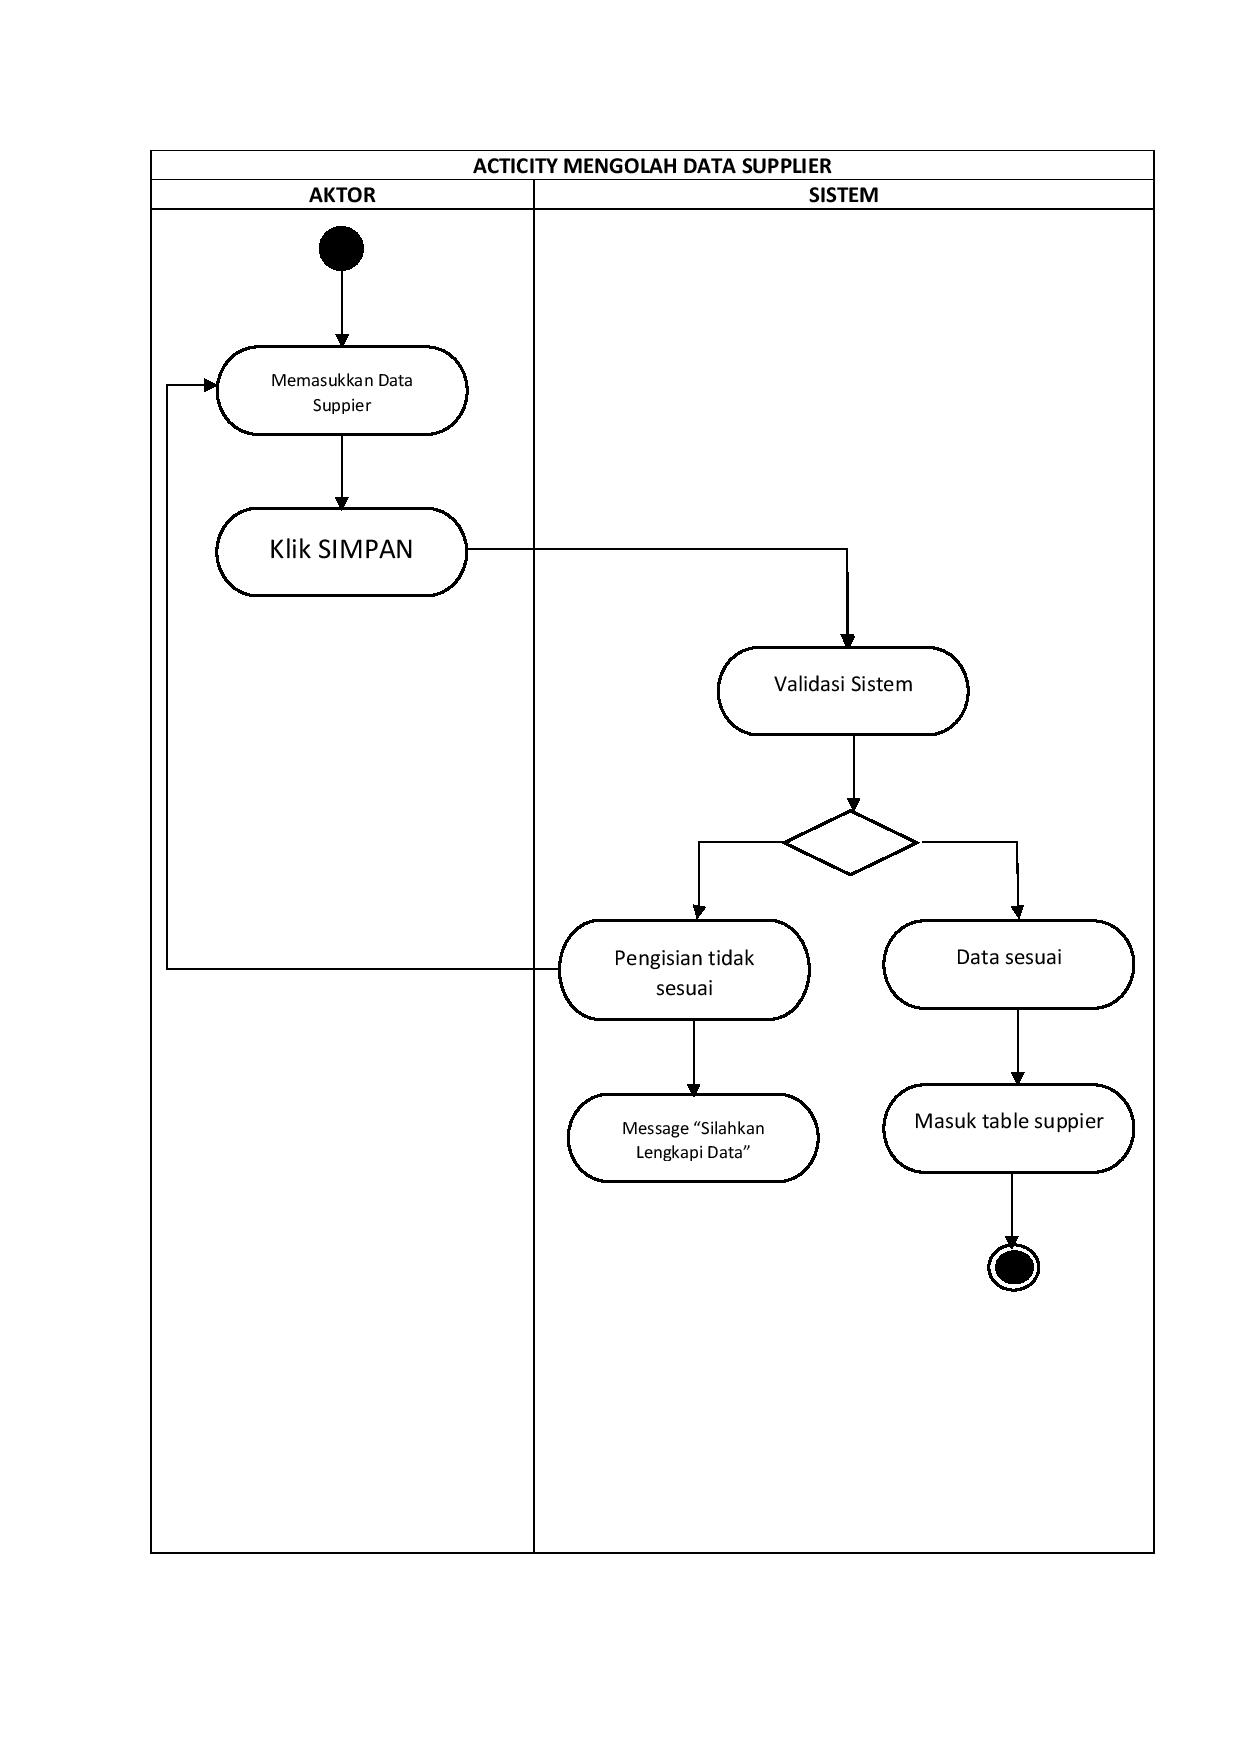 ACTICITY MENGOLAH DATA SUPPLIER
AKTOR
SISTEM
Memasukkan Data
Suppier
Klik SIMPAN
Validasi Sistem
Pengisian tidak
sesuai
Data sesuai
Message “Silahkan
Lengkapi Data”
Masuk table suppier